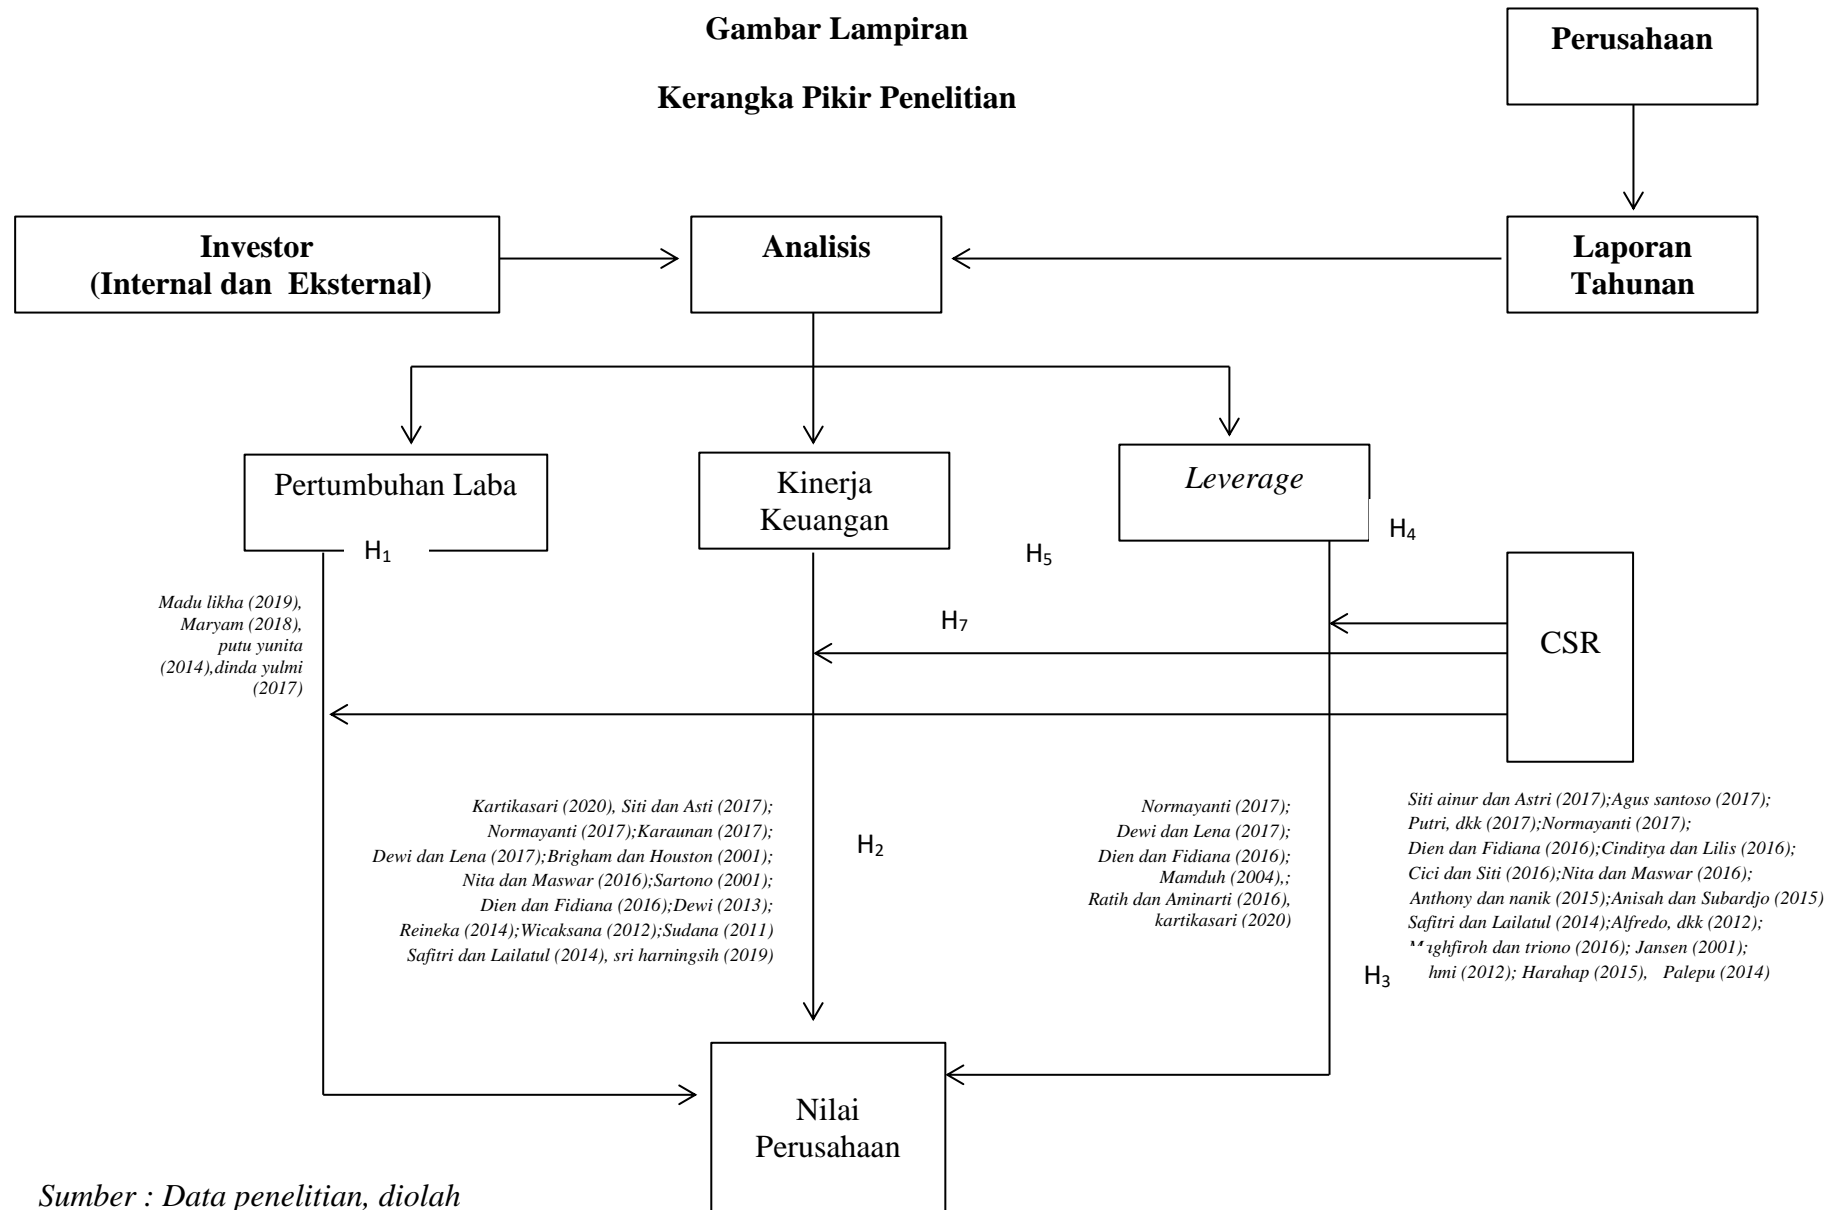 Gambar Lampiran
Kerangka Pikir Penelitian
Perusahaan
Investor
(Internal dan  Eksternal)
Analisis
Laporan
Tahunan
Pertumbuhan Laba
Kinerja
Keuangan
Leverage
H4
H1
H5
Madu likha (2019),
Maryam (2018),
putu yunita
(2014),dinda yulmi
(2017)
H7
CSR
Kartikasari (2020), Siti dan Asti (2017);
Normayanti (2017);Karaunan (2017);
Dewi dan Lena (2017);Brigham dan Houston (2001);
Nita dan Maswar (2016);Sartono (2001);
Dien dan Fidiana (2016);Dewi (2013);
Reineka (2014);Wicaksana (2012);Sudana (2011)
Safitri dan Lailatul (2014), sri harningsih (2019)
H2
Normayanti (2017);
Dewi dan Lena (2017);
Dien dan Fidiana (2016);
Mamduh (2004),;
Ratih dan Aminarti (2016),
kartikasari (2020)
Siti ainur dan Astri (2017);Agus santoso (2017);
Putri, dkk (2017);Normayanti (2017);
Dien dan Fidiana (2016);Cinditya dan Lilis (2016);
Cici dan Siti (2016);Nita dan Maswar (2016);
Anthony dan nanik (2015);Anisah dan Subardjo (2015)
Safitri dan Lailatul (2014);Alfredo, dkk (2012);
dan triono (2016); Jansen (2001);
hmi (2012); Harahap (2015),   Palepu (2014)
H3
Nilai
Perusahaan
Sumber : Data penelitian, diolah